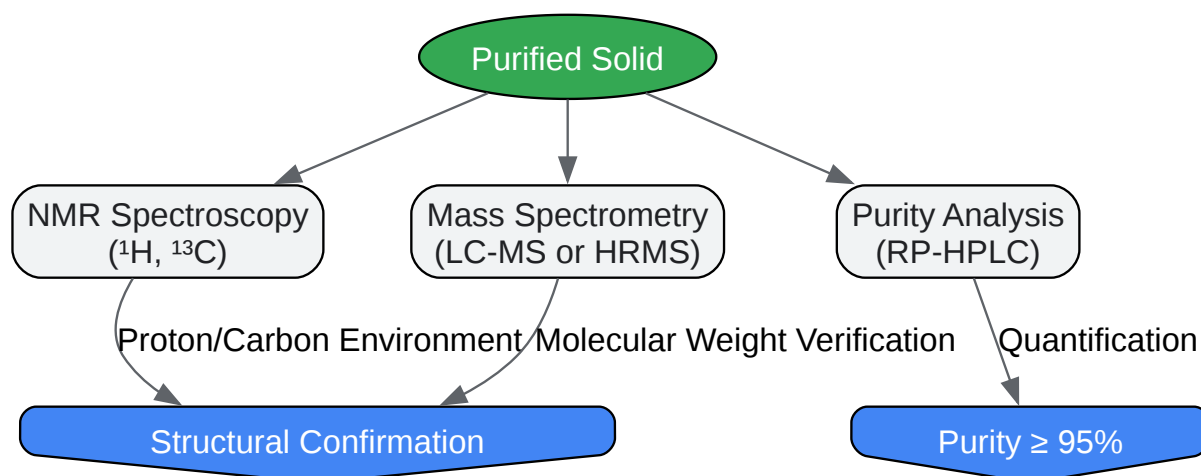 Purified Solid
NMR Spectroscopy
(¹H, ¹³C)
Mass Spectrometry
(LC-MS or HRMS)
Purity Analysis
(RP-HPLC)
Proton/Carbon Environment
Molecular Weight Verification
Quantification
Structural Confirmation
Purity ≥ 95%